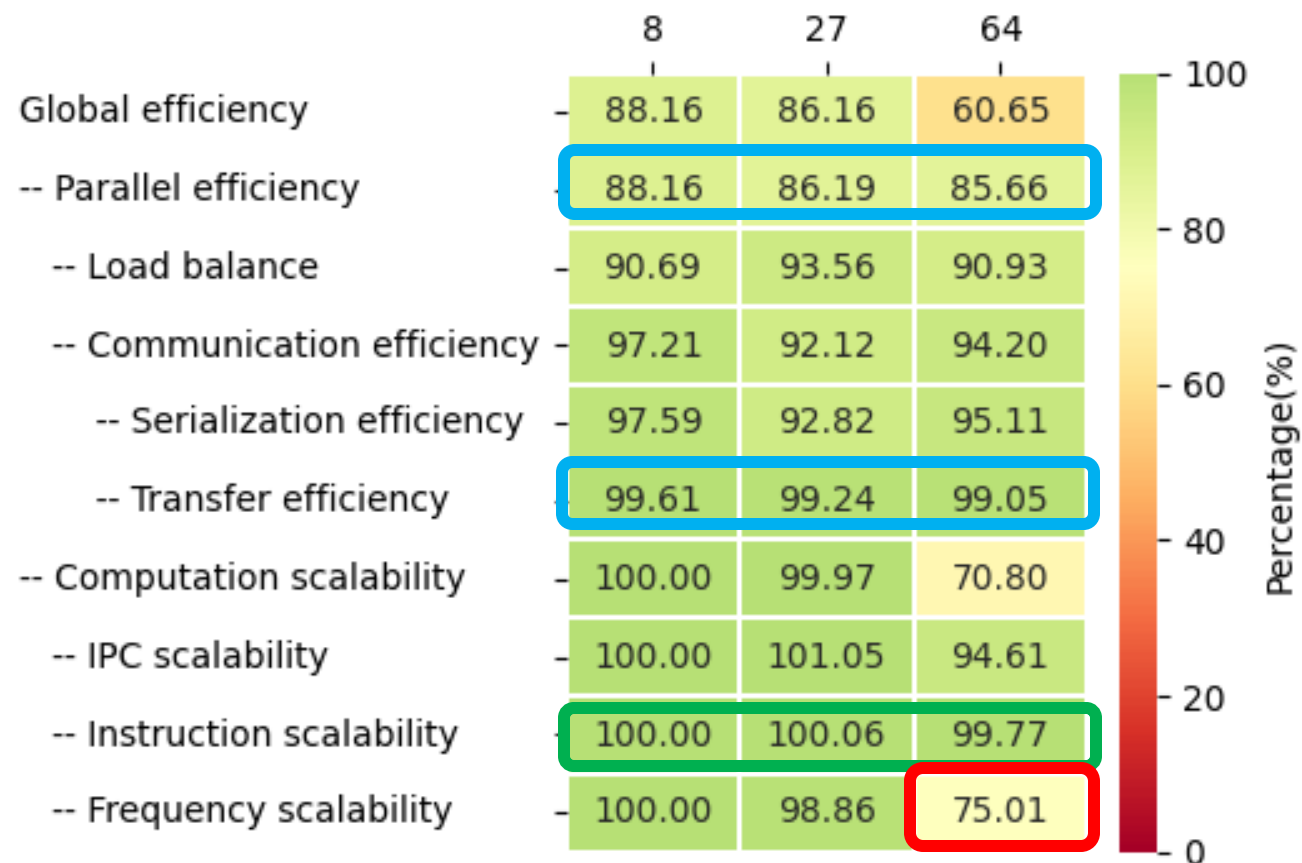 8 27 64
Global efficiency 88.16 86.16 60.65
-- Parallel efficiency 88.16 86.19 85.66
-- Load balance 90.69 93.56 90.93
-- Communication efficiency 97.21 92.12 94.20
-- Serialization efficiency 97.59 92.82 95.11
-- Transfer efficiency 99.61 99.24 99.05
-- Computation scalability 100.00 99.97 70.80
-- IPC scalability 100.00 101.05 94.61
-- Instruction scalability 100.00 100.06 99.77
-- Frequency scalability 100.00 98.86 75.01
100
80
60
40
20
0
Percentage(%)